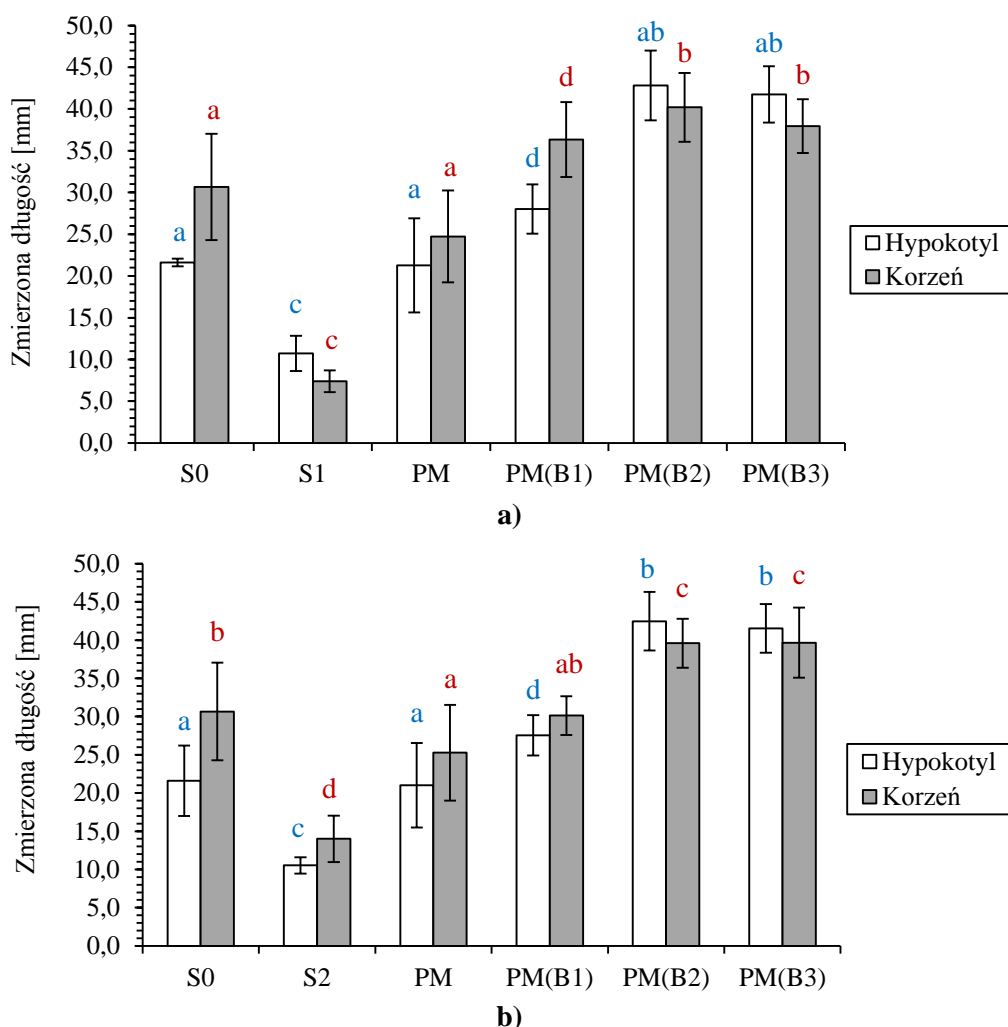 Zmierzona długość [mm]
50,0
45,0
40,0
35,0
30,0
25,0
20,0
15,0
10,0
5,0
0,0
a a
c c
a a
d d
ab b
ab b
S0 S1 PM PM(B1) PM(B2) PM(B3)
Hypokotyl
Korzeń
a)
Zmierzona długość [mm]
50,0
45,0
40,0
35,0
30,0
25,0
20,0
15,0
10,0
5,0
0,0
a b
c d
a a
d ab
b c
b c
S0 S2 PM PM(B1) PM(B2) PM(B3)
Hypokotyl
Korzeń
b)